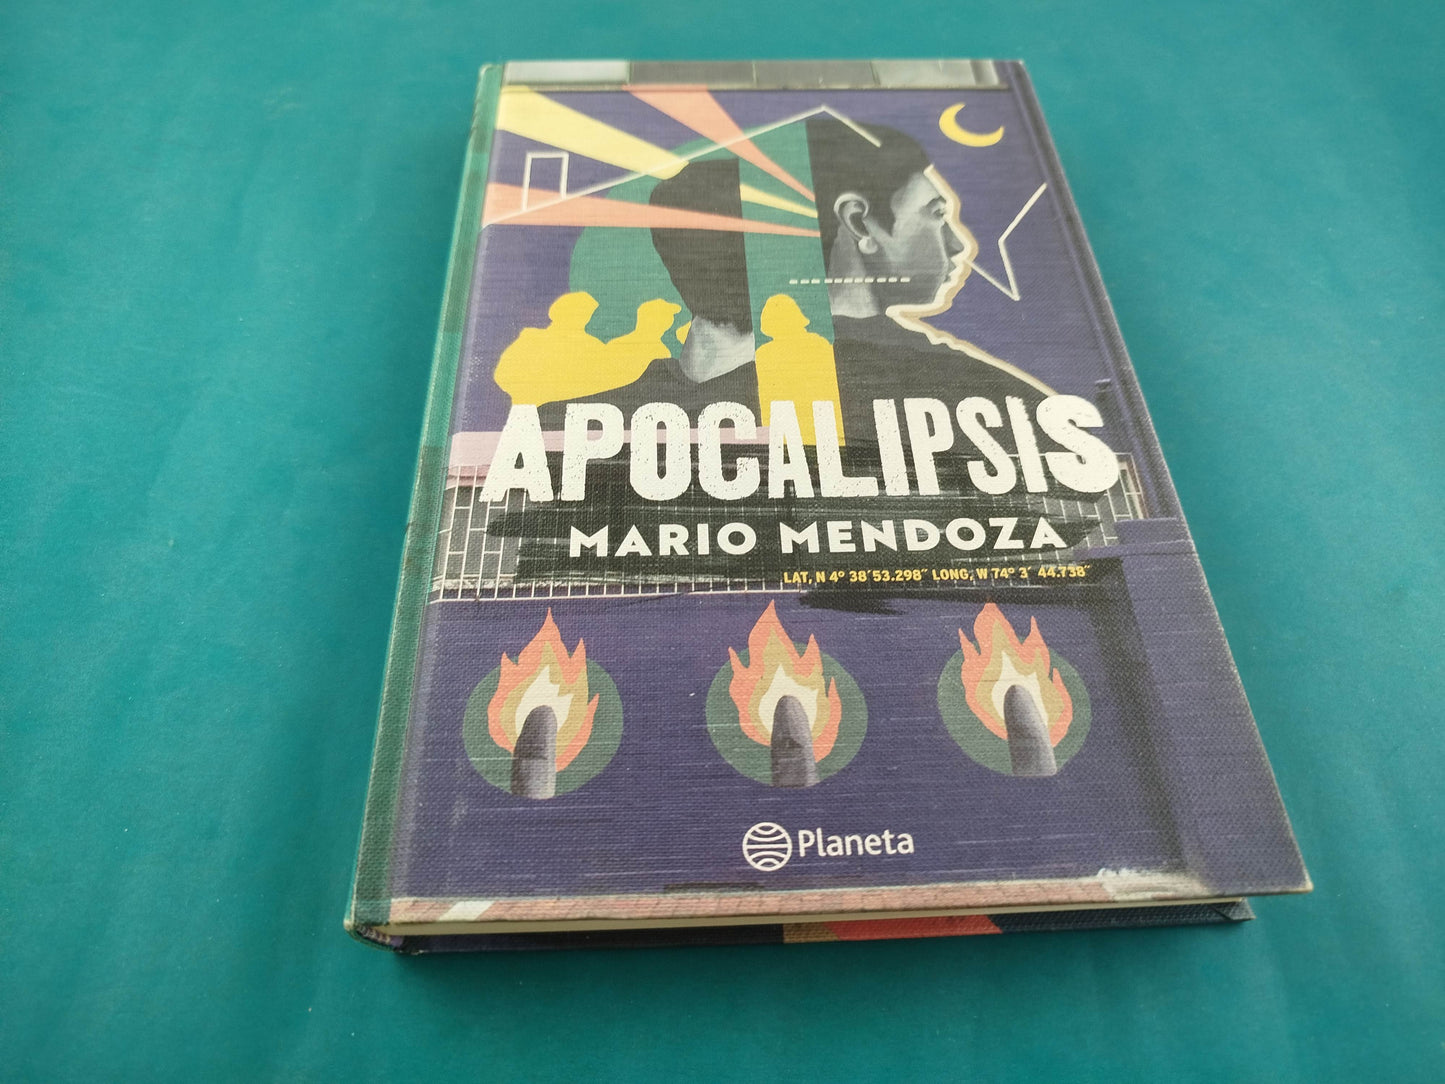 APOCALIPSIS
MARIO MENDOZA
LAT, N 4° 38´53.298¨ LONG, W 74° 3´ 44.738¨
Planeta